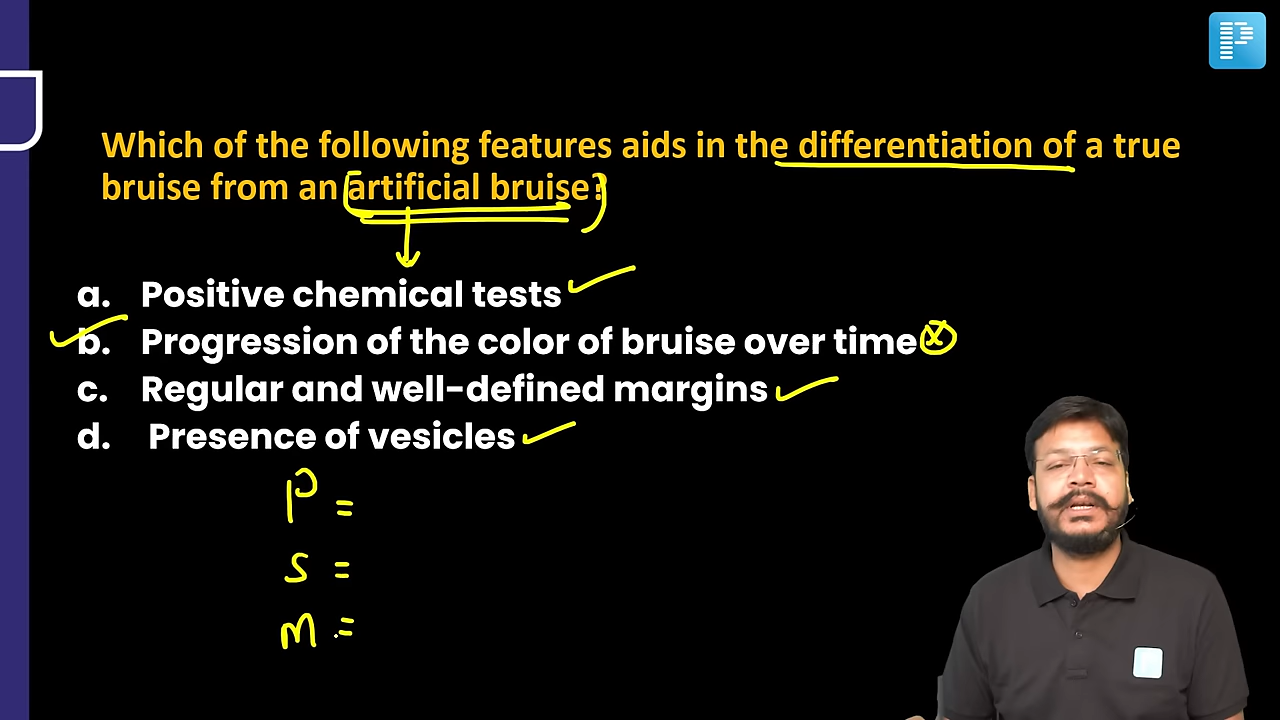 Which of the following features aids in the differentiation of a true
bruise from an artificial bruise?
a. Positive chemical tests
b. Progression of the color of bruise over time
c. Regular and well-defined margins
d. Presence of vesicles
P =
S =
M =